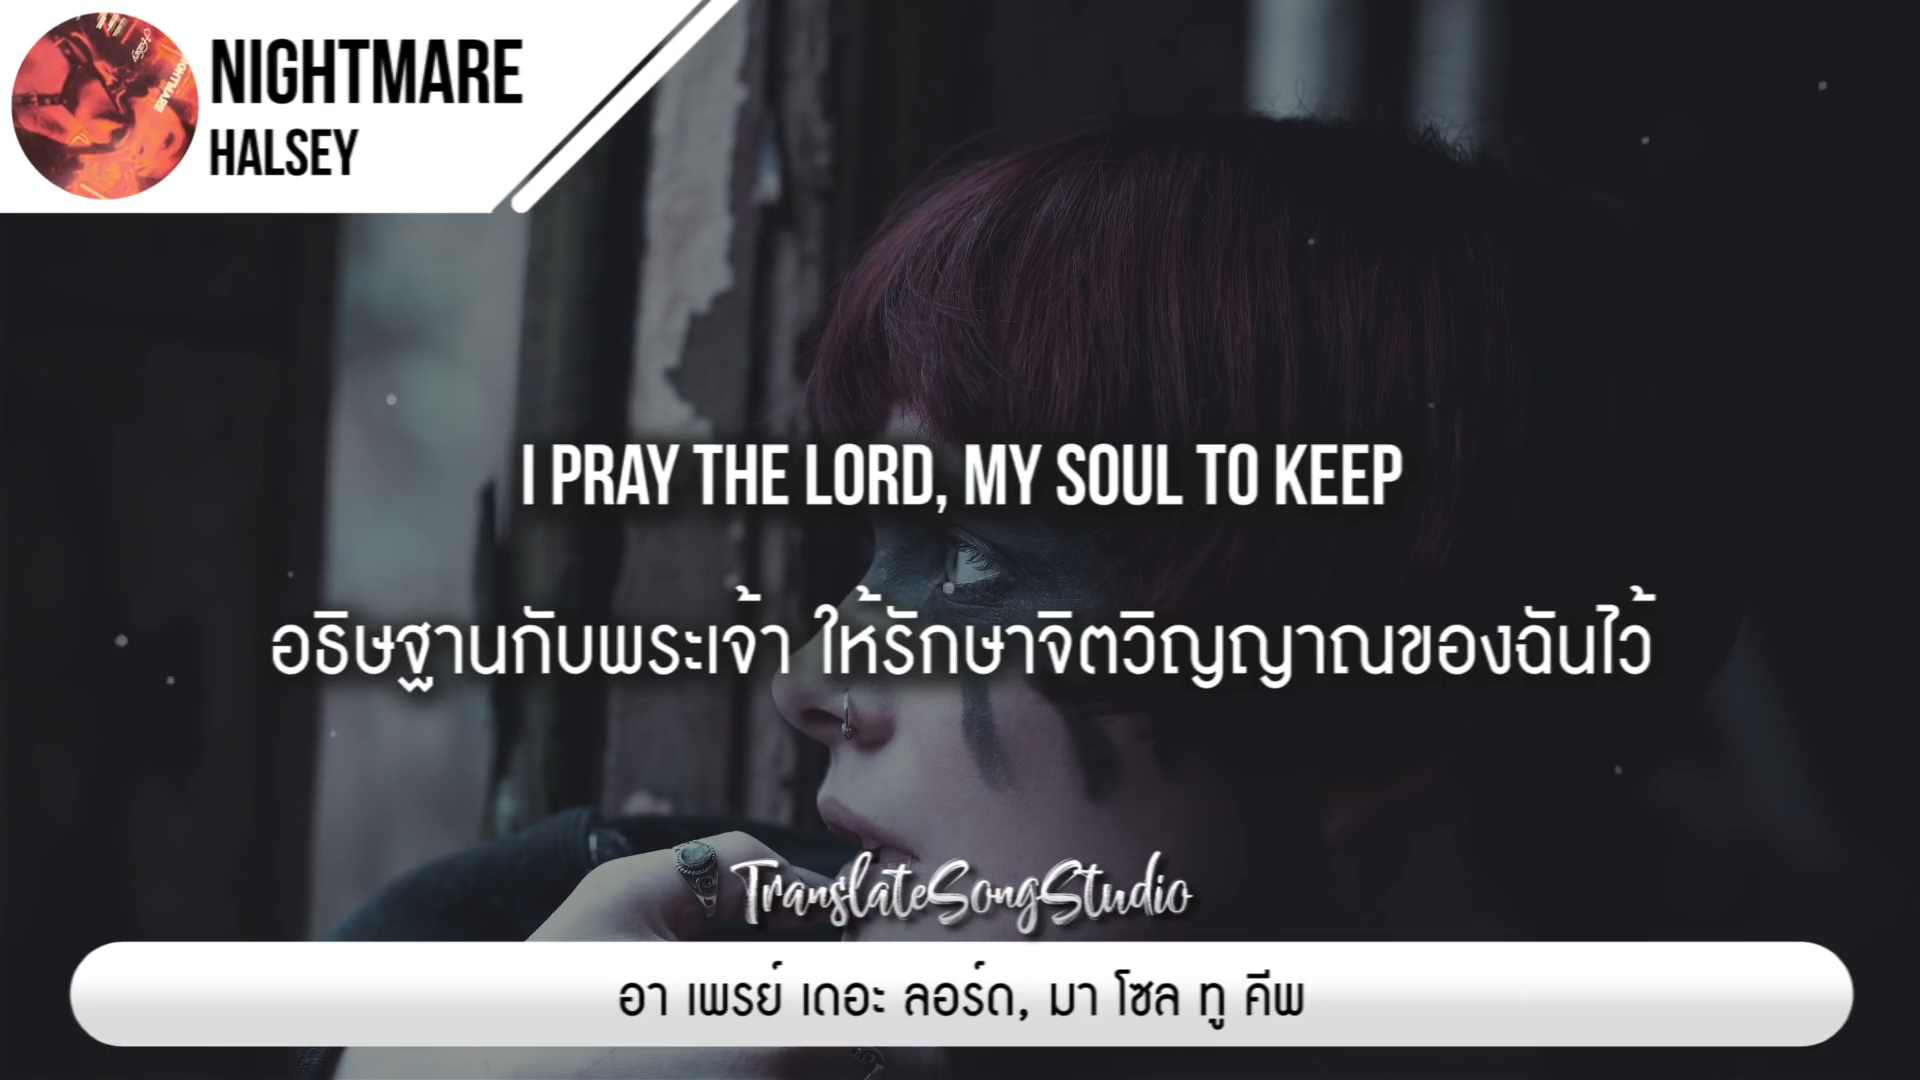 NIGHTMARE
HALSEY
I PRAY THE LORD, MY SOUL TO KEEP
อธิษฐานกับพระเจ้า ให้รักษาจิตวิญญาณของฉันไว้
TranslateSongStudio
อา เพรย์ เดอะ ลอร์ด, มา โซล ทู คีพ